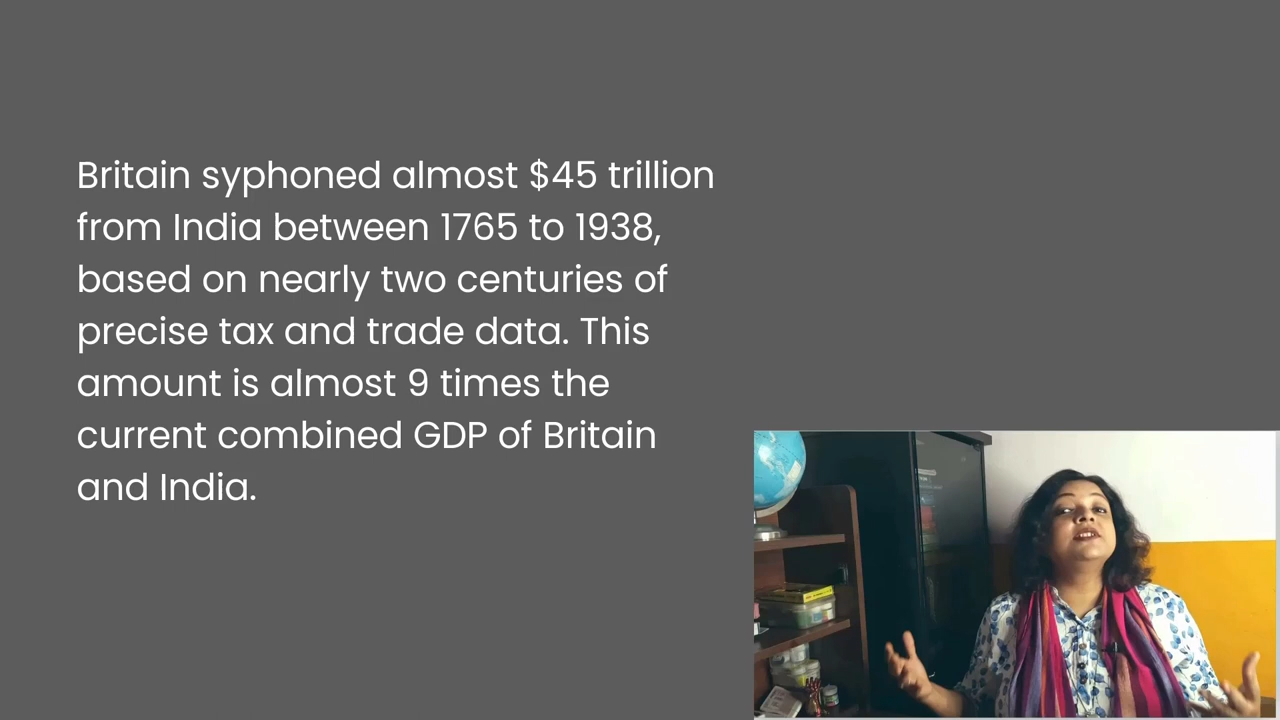 Britain syphoned almost $45 trillion
from India between 1765 to 1938,
based on nearly two centuries of
precise tax and trade data. This
amount is almost 9 times the
current combined GDP of Britain
and India.